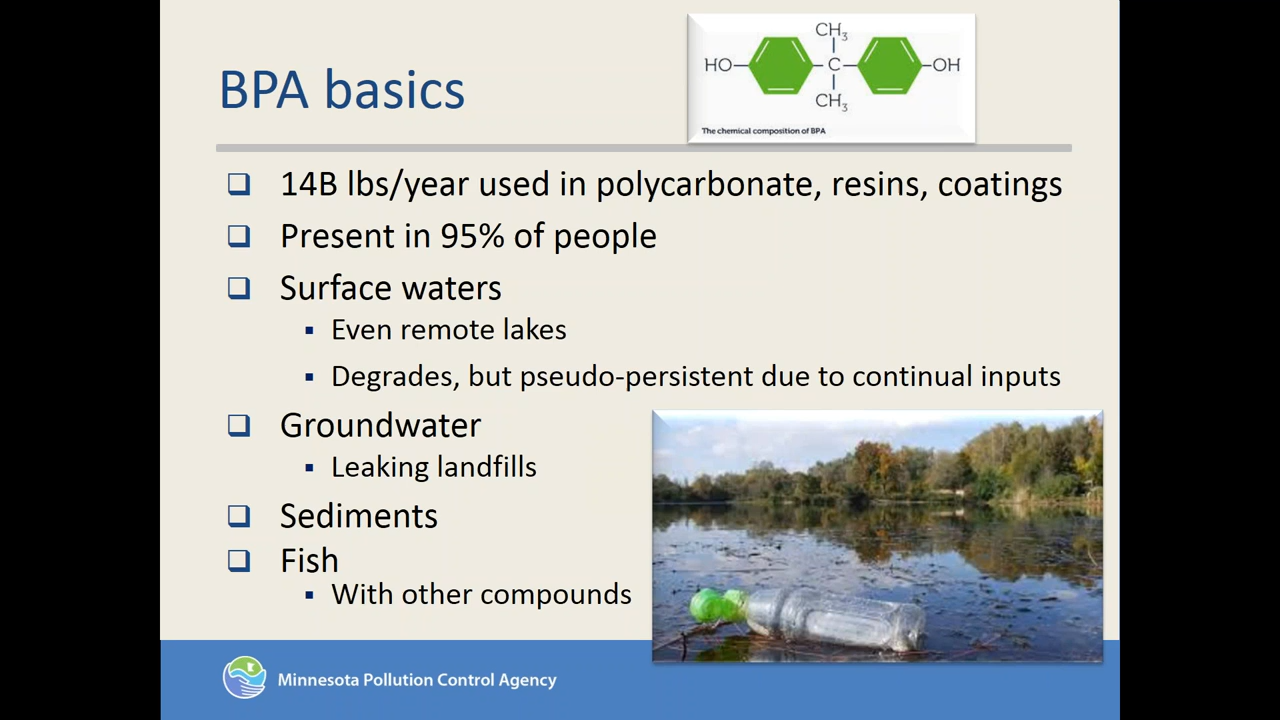 BPA basics
CH3
HO
C
OH
CH3
The chemical composition of BPA
14B lbs/year used in polycarbonate, resins, coatings
Present in 95% of people
Surface waters
Even remote lakes
Degrades, but pseudo-persistent due to continual inputs
Groundwater
Leaking landfills
Sediments
Fish
With other compounds
Minnesota Pollution Control Agency